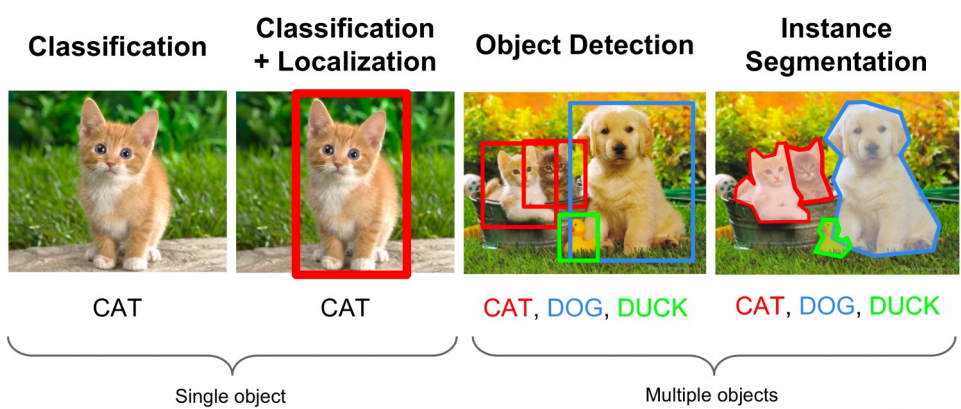 Classification
Classification
+ Localization
Object Detection
Instance
Segmentation
CAT
CAT
CAT, DOG, DUCK
CAT, DOG, DUCK
Single object
Multiple objects